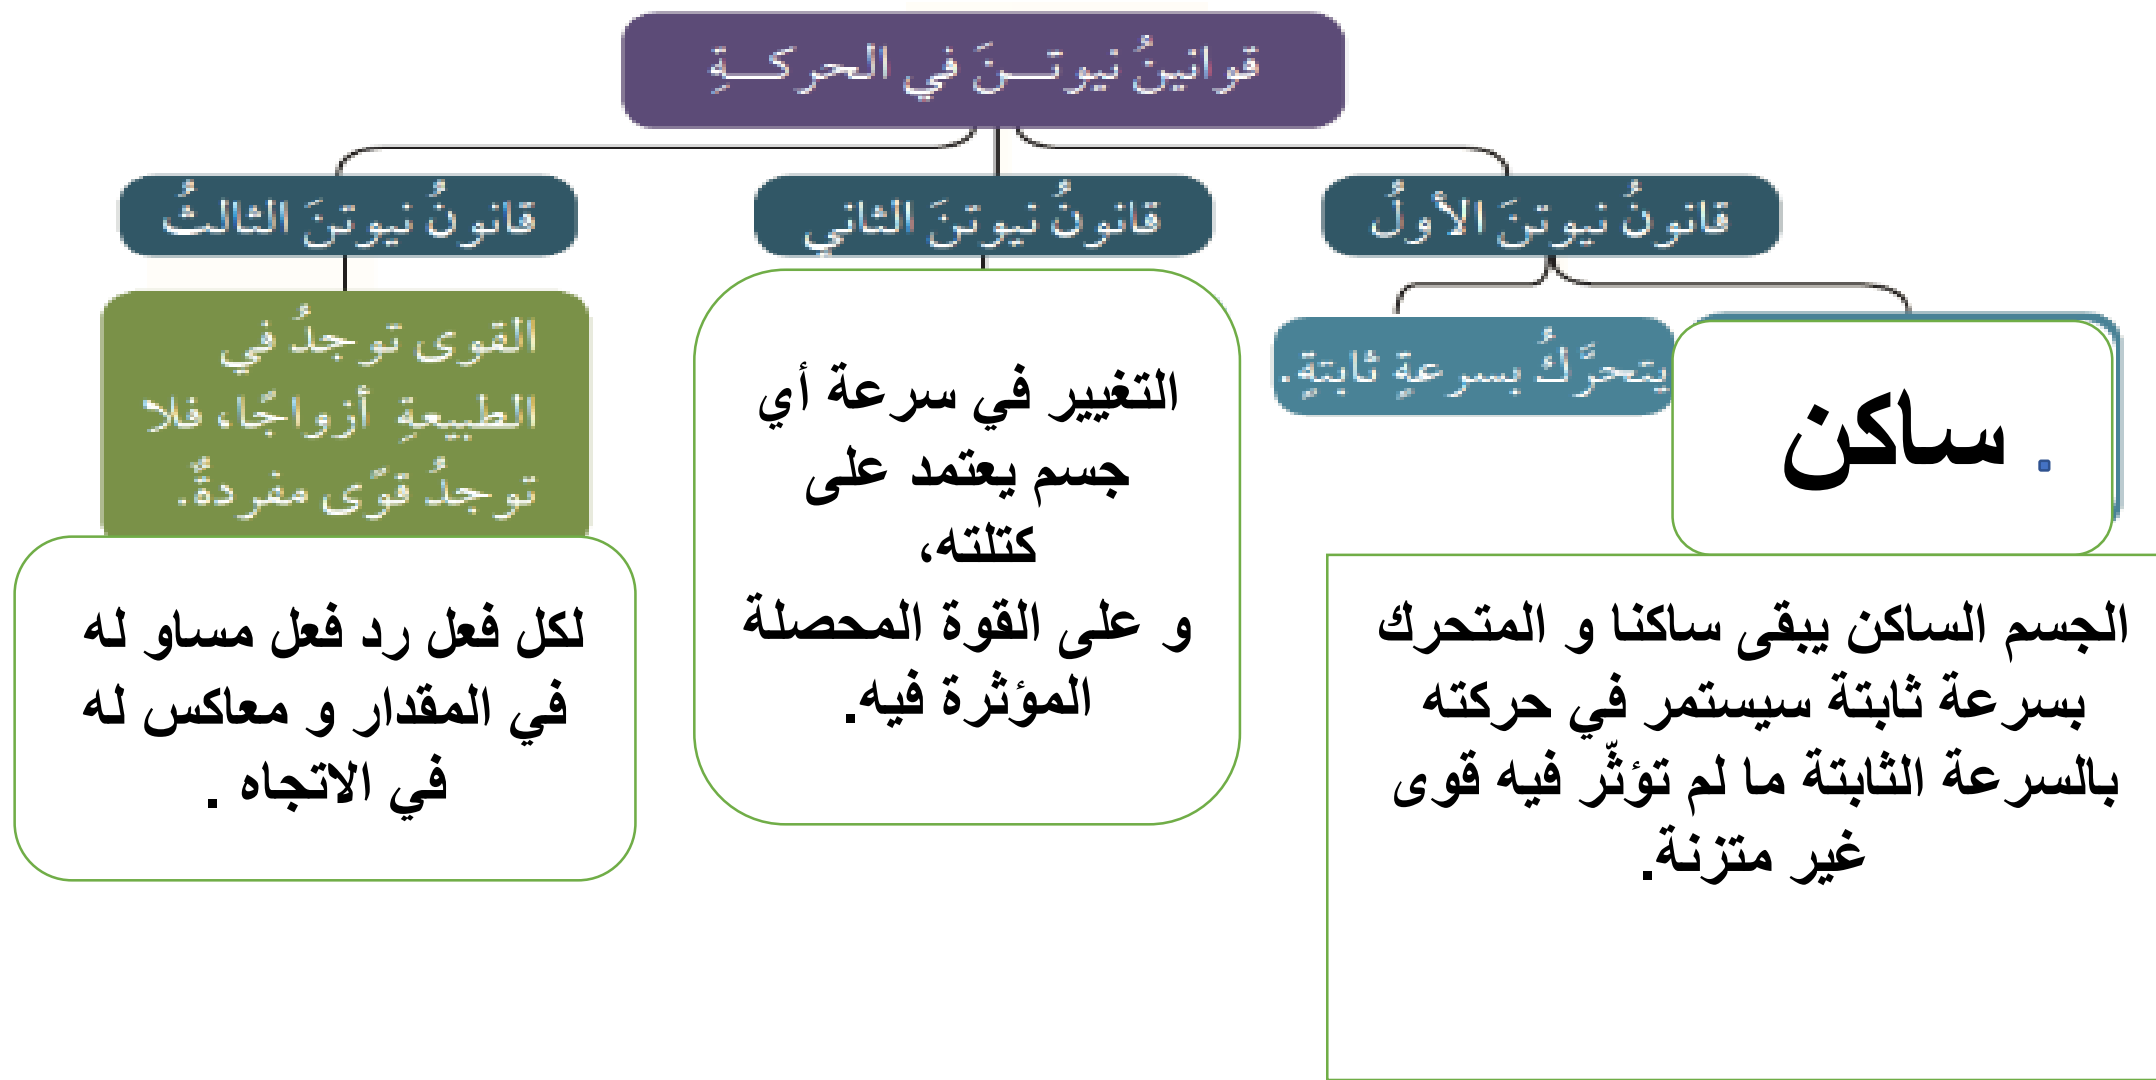 قوانينُ نيوتــنَ في الحركــةِ
قانونُ نيوتنَ الأولُ
قانونُ نيوتنَ الثاني
قانونُ نيوتنَ الثالثُ
. ساكن
يتحرَّكُ بسرعةٍ ثابتةٍ.
الجسم الساكن يبقى ساكنا و المتحرك
بسرعة ثابتة سيستمر في حركته
بالسرعة الثابتة ما لم تؤثّر فيه قوى
غير متزنة.
التغيير في سرعة أي
جسم يعتمد على
كتلته،
و على القوة المحصلة
المؤثرة فيه.
القوى توجدُ في
الطبيعةِ أزواجًا، فلا
توجدُ قوًى مفردةٌ.
لكل فعل رد فعل مساو له
في المقدار و معاكس له
في الاتجاه .